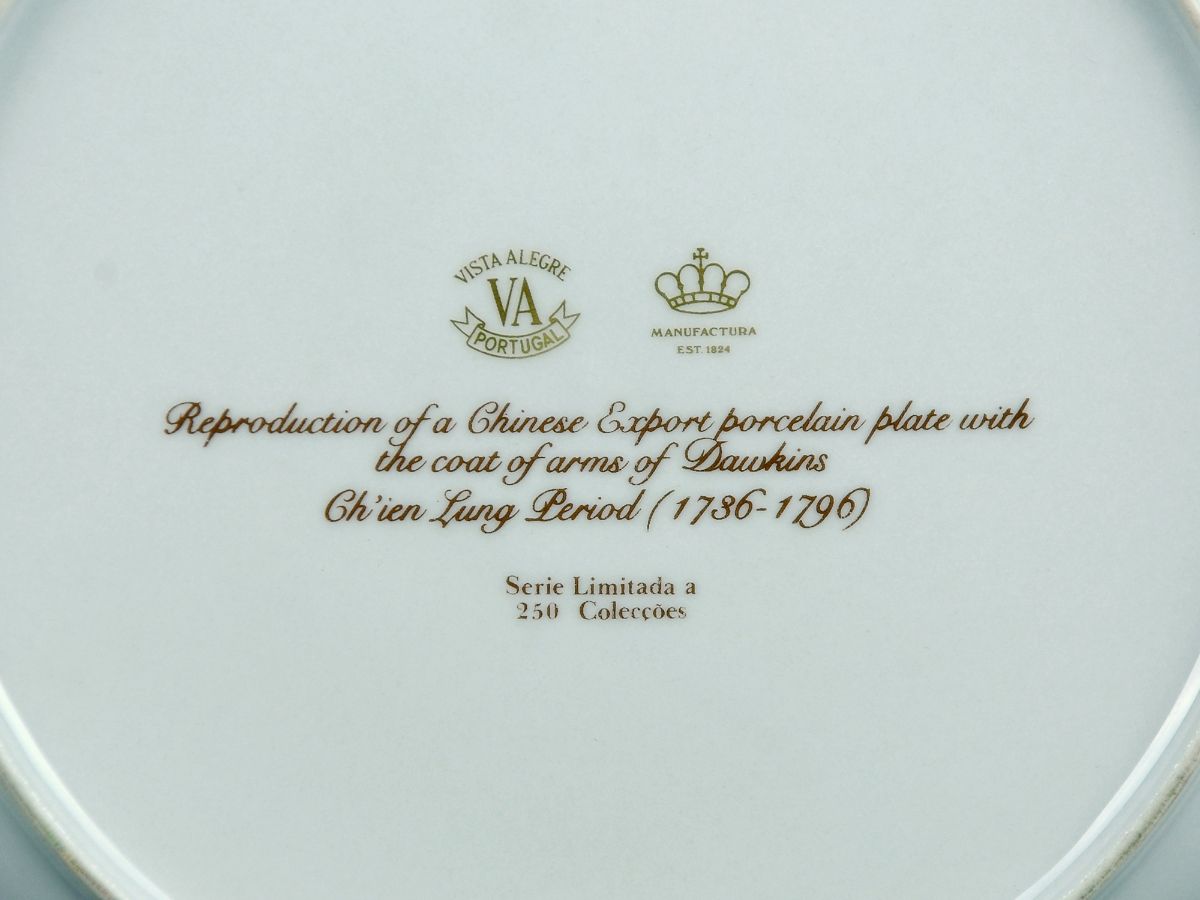 VISTA ALEGRE
VA
PORTUGAL
MANUFACTURA
EST. 1824
Reproduction of a Chinese Export porcelain plate with
the coat of arms of Dawkins
Ch'ien Lung Period (1736-1796)
Serie Limitada a
250 Colecções